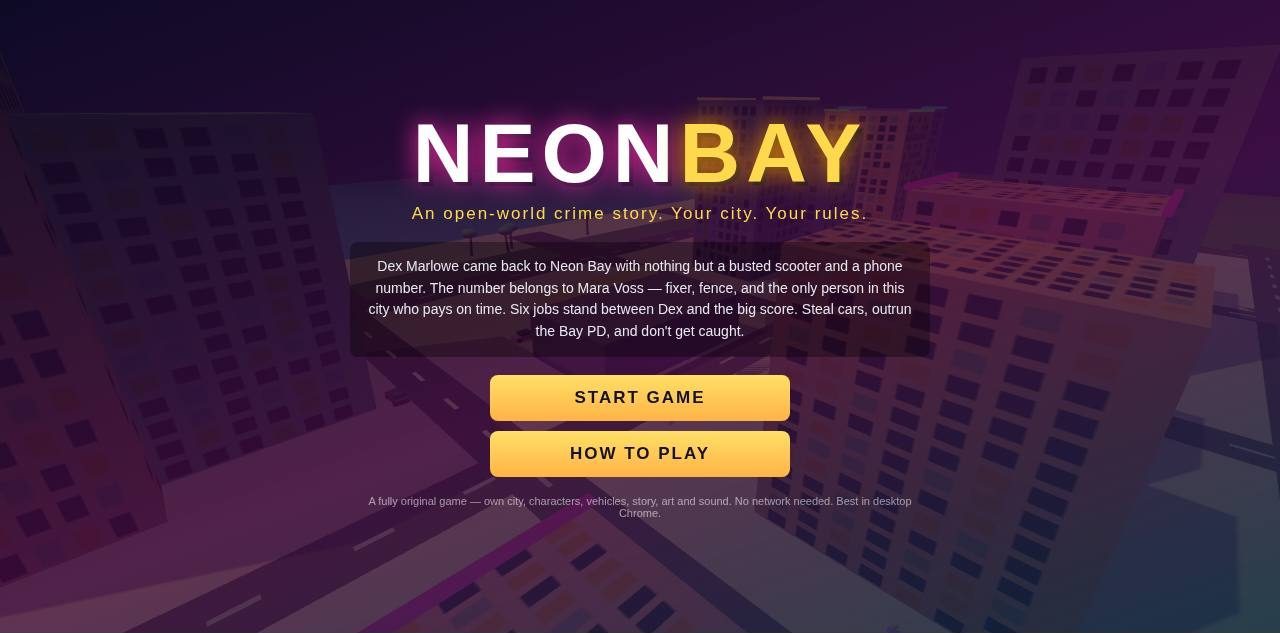 NEONBAY
An open-world crime story. Your city. Your rules.
Dex Marlowe came back to Neon Bay with nothing but a busted scooter and a phone
number. The number belongs to Mara Voss — fixer, fence, and the only person in this
city who pays on time. Six jobs stand between Dex and the big score. Steal cars, outrun
the Bay PD, and don't get caught.
START GAME
HOW TO PLAY
A fully original game — own city, characters, vehicles, story, art and sound. No network needed. Best in desktop
Chrome.